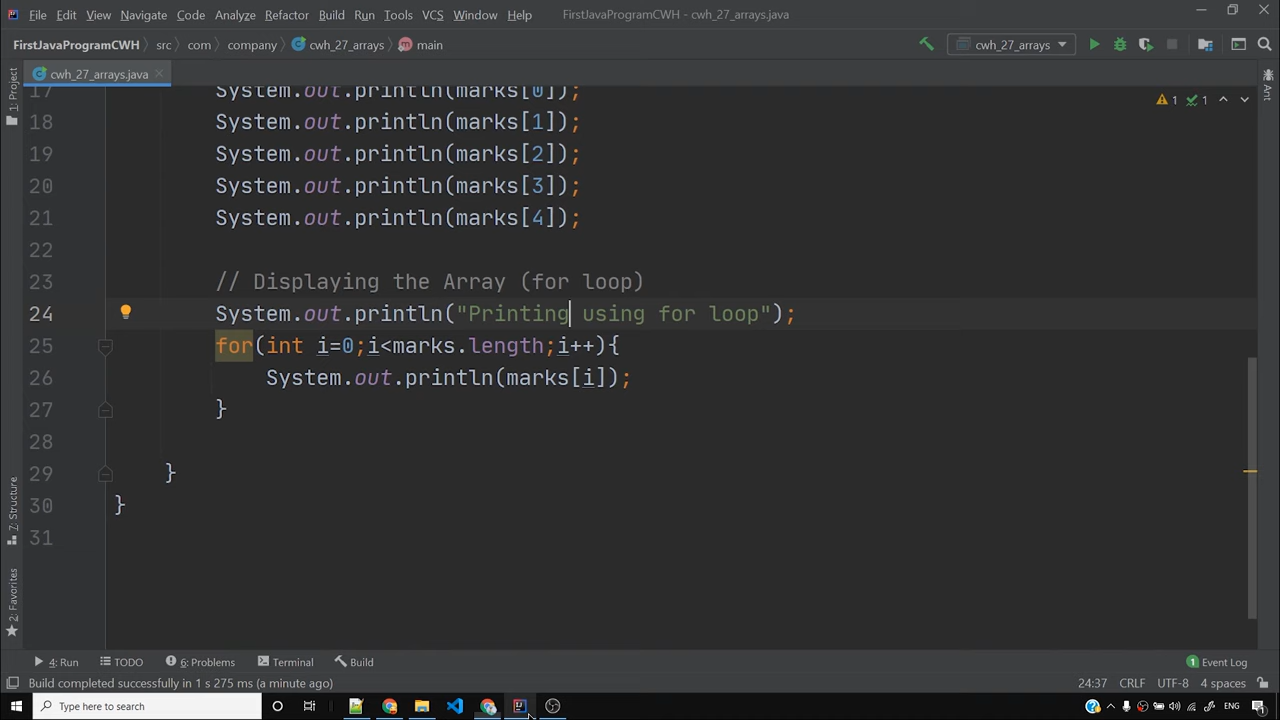 File Edit View Navigate Code Analyze Refactor Build Run Tools VCS Window Help FirstJavaProgramCWH - cwh_27_arrays.java
FirstJavaProgramCWH src com company cwh_27_arrays main cwh_27_arrays
cwh_27_arrays.java
1: Project
Ant
1 1
17 System.out.println(marks[0]);
18 System.out.println(marks[1]);
19 System.out.println(marks[2]);
20 System.out.println(marks[3]);
21 System.out.println(marks[4]);
22
23 // Displaying the Array (for loop)
24 System.out.println("Printing using for loop");
25 for(int i=0;i<marks.length;i++){
26 System.out.println(marks[i]);
27 }
28
29 }
30 }
31
7: Structure
2: Favorites
4: Run TODO 6: Problems Terminal Build 1 Event Log
Build completed successfully in 1 s 275 ms (a minute ago) 24:37 CRLF UTF-8 4 spaces
Type here to search ENG